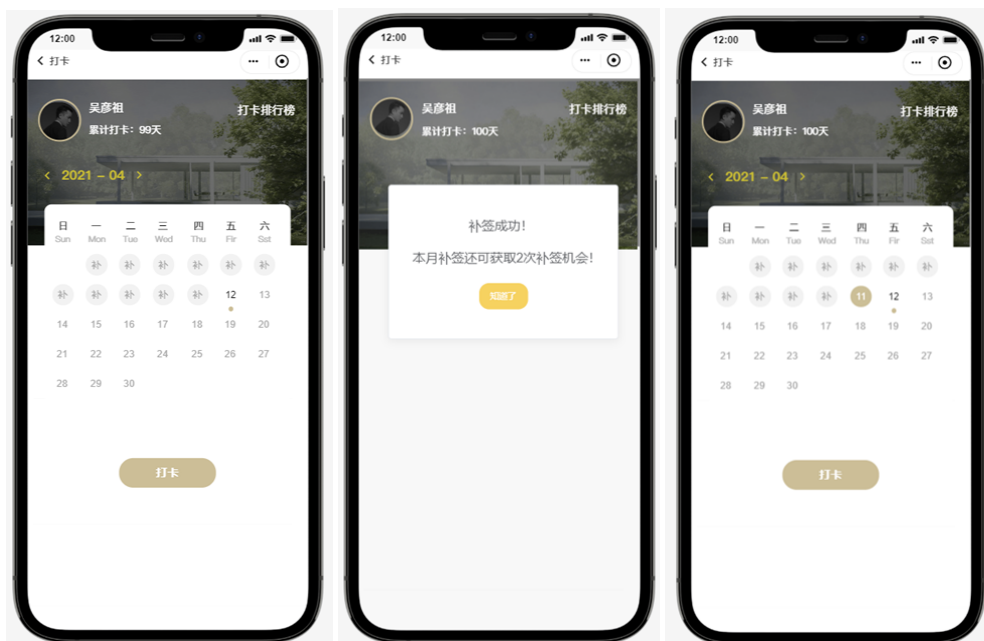 12:00
打卡
吴彦祖
打卡排行榜
累计打卡：99天
2021 - 04
日 一 二 三 四 五 六
Sun Mon Tue Wed Thu Fir Sst
补 补 补 补 补 补
补 补 补 补 补 12 13
14 15 16 17 18 19 20
21 22 23 24 25 26 27
28 29 30
打卡
12:00
打卡
吴彦祖
打卡排行榜
累计打卡：100天
补签成功！
本月补签还可获取2次补签机会！
知道了
12:00
打卡
吴彦祖
打卡排行榜
累计打卡：100天
2021 - 04
日 一 二 三 四 五 六
Sun Mon Tue Wed Thu Fir Sst
补 补 补 补 补 补
补 补 补 补 11 12 13
14 15 16 17 18 19 20
21 22 23 24 25 26 27
28 29 30
打卡